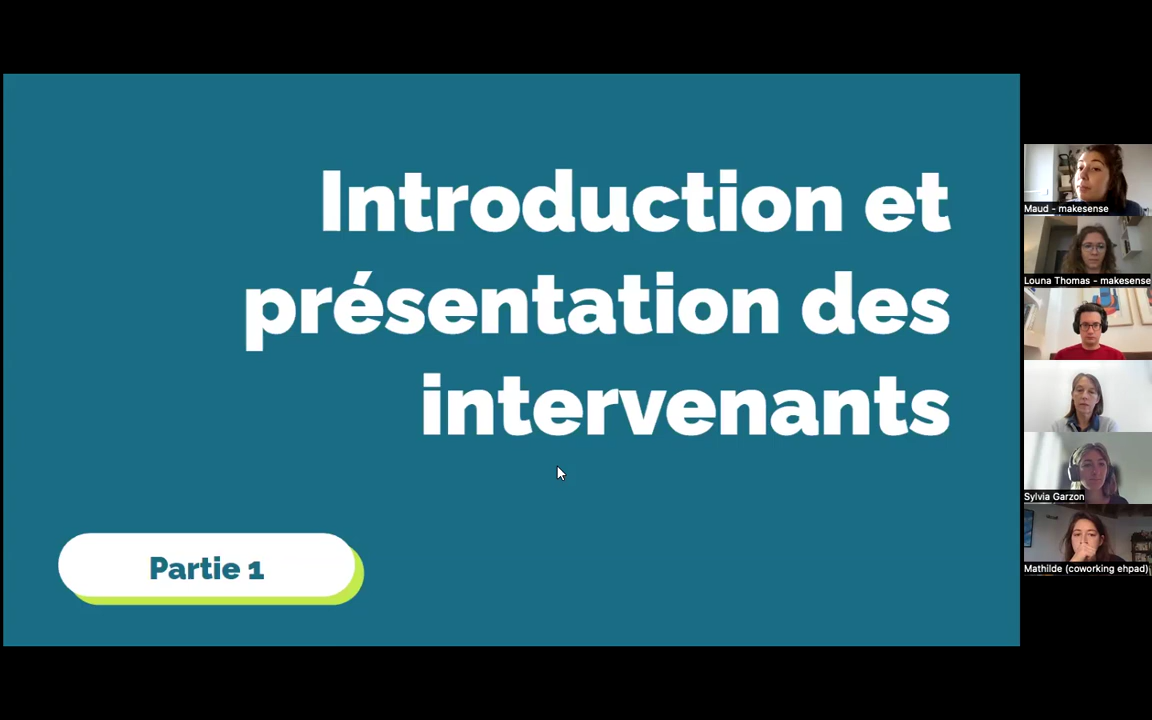 Introduction et
présentation des
intervenants
Partie 1
Maud - makesense
Louna Thomas - makesense
Sylvia Garzon
Mathilde (coworking ehpad)